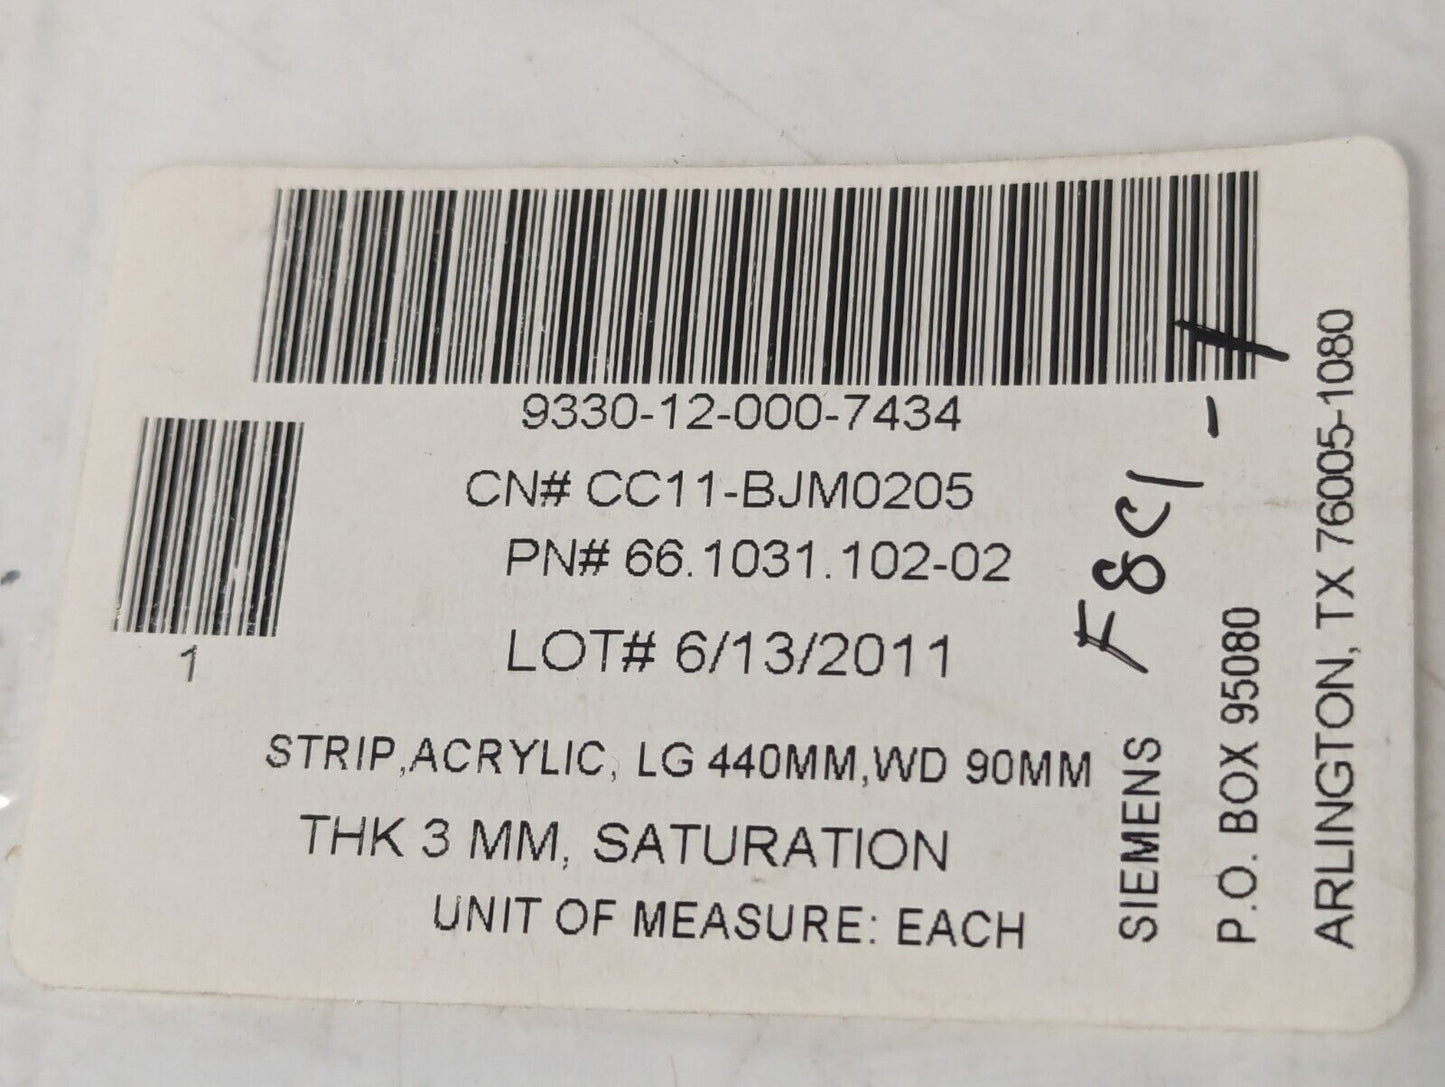 9330-12-000-7434
CN# CC11-BJM0205
PN# 66.1031.102-02
1
LOT# 6/13/2011
STRIP,ACRYLIC, LG 440MM,WD 90MM
THK 3 MM, SATURATION
UNIT OF MEASURE: EACH
SIEMENS
P.O. BOX 95080
ARLINGTON, TX 76005-1080